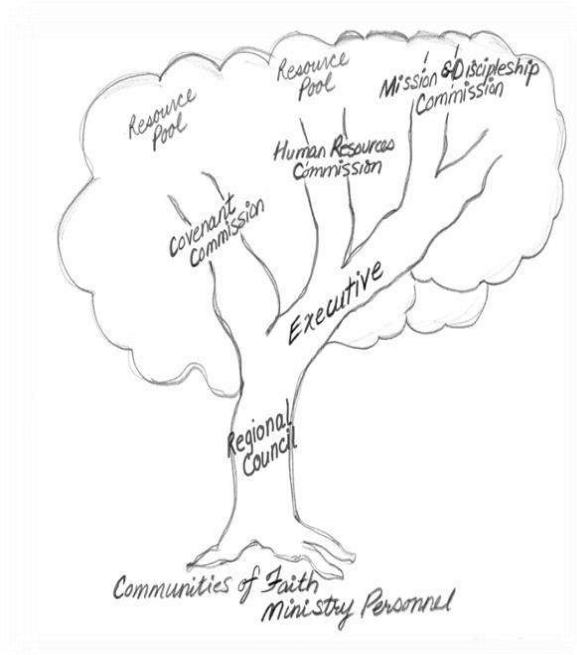 Resource
Pool
Resource
Pool
Mission & Discipleship
Commission
Human Resources
Commission
Covenant
Commission
Executive
Regional
Council
Communities of Faith
Ministry Personnel